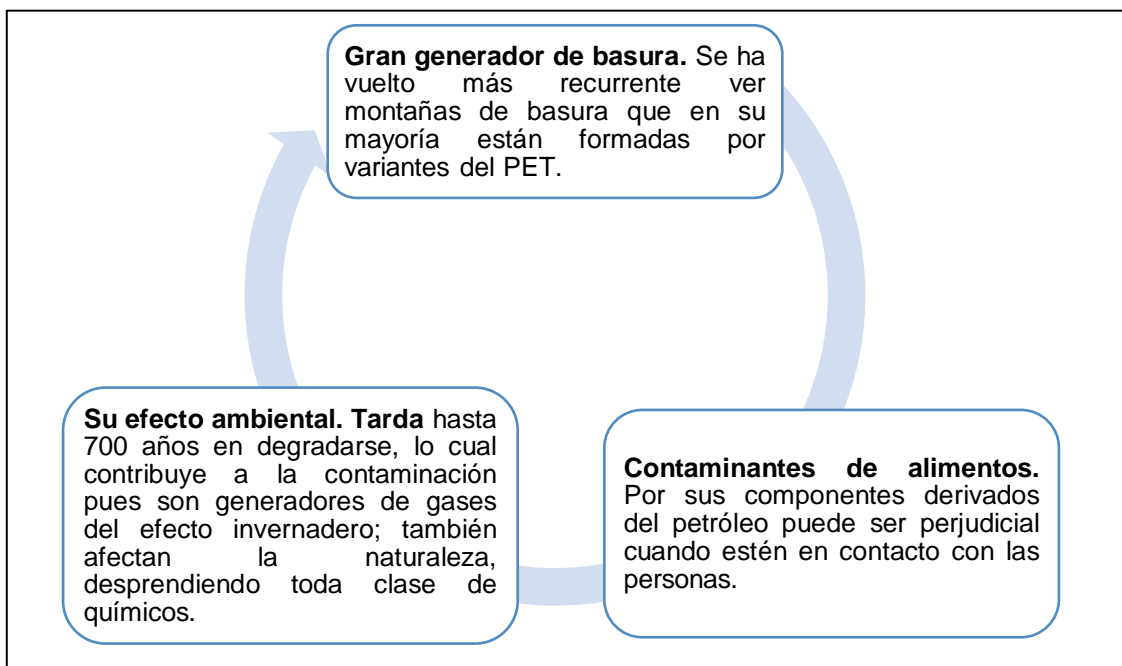 Gran generador de basura. Se ha
vuelto más recurrente ver
montañas de basura que en su
mayoría están formadas por
variantes del PET.
Contaminantes de alimentos.
Por sus componentes derivados
del petróleo puede ser perjudicial
cuando estén en contacto con las
personas.
Su efecto ambiental. Tarda hasta
700 años en degradarse, lo cual
contribuye a la contaminación
pues son generadores de gases
del efecto invernadero; también
afectan la naturaleza,
desprendiendo toda clase de
químicos.